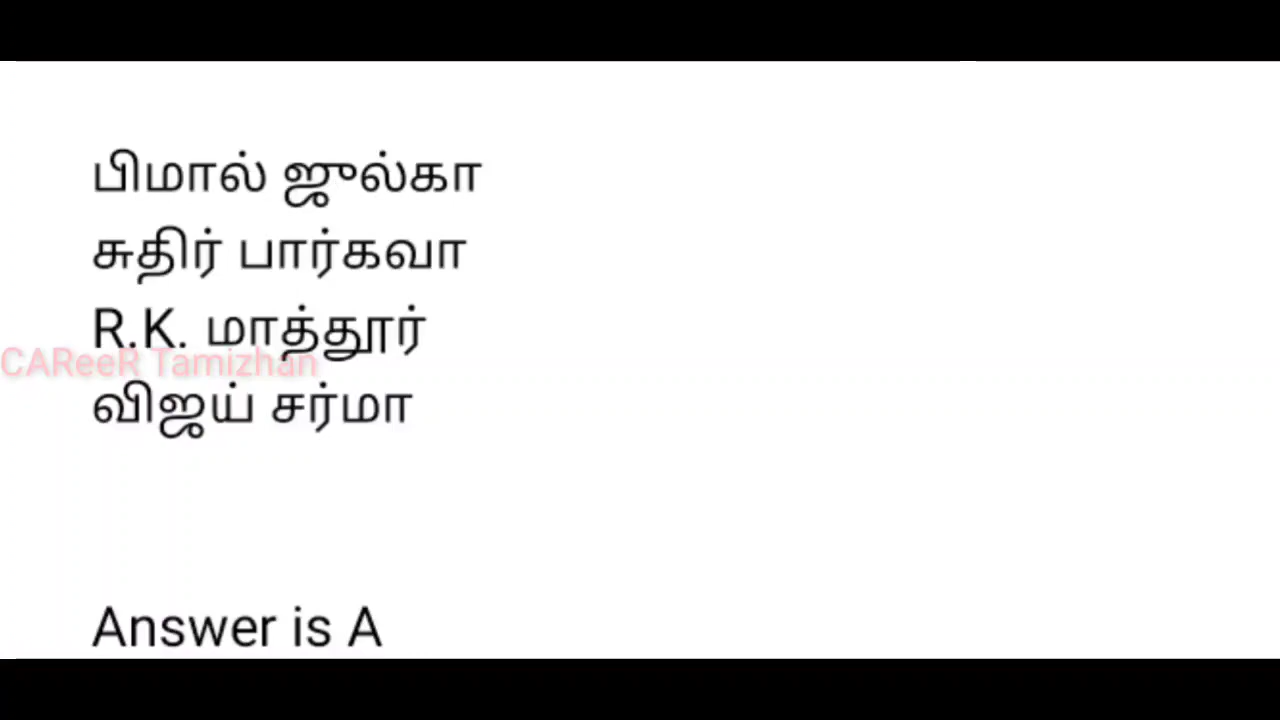 பிமால் ஜுல்கா
சுதிர் பார்கவா
R.K. மாத்தூர்
CAReeR Tamizhan
விஜய் சர்மா
Answer is A